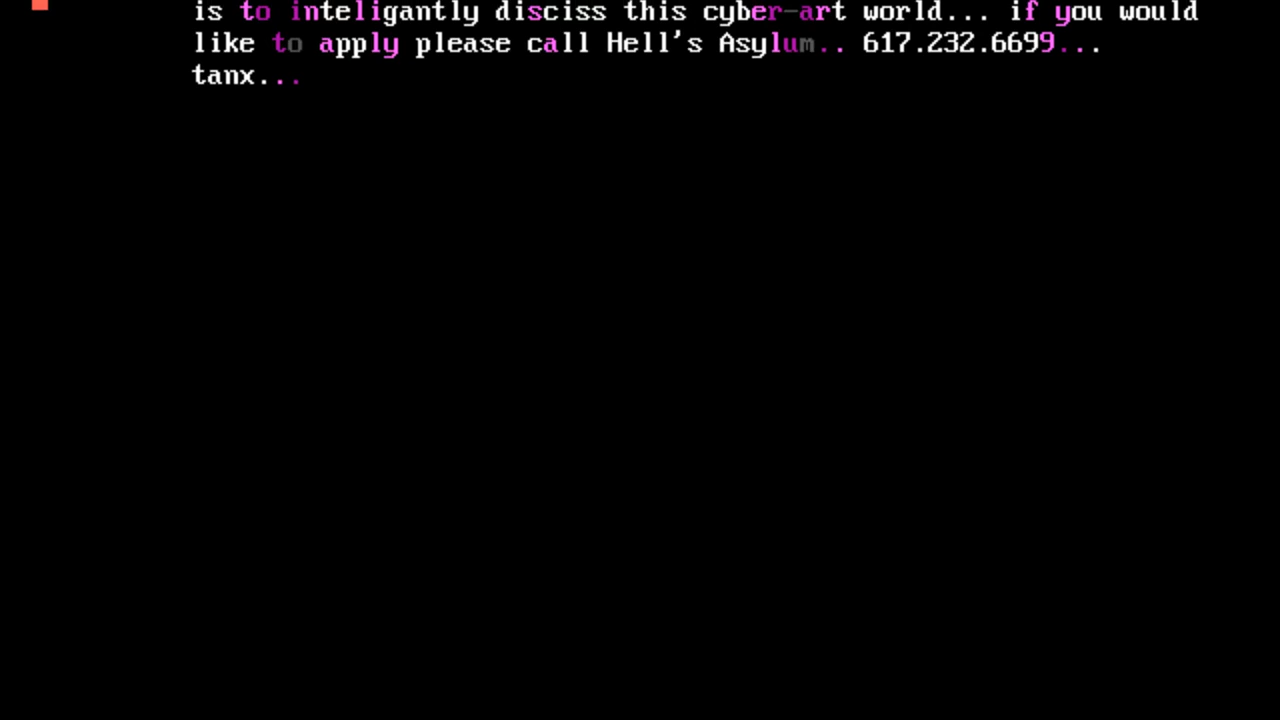 is to inteligantly disciss this cyber-art world... if you would
like to apply please call Hell's Asylum.. 617.232.6699...
tanx...